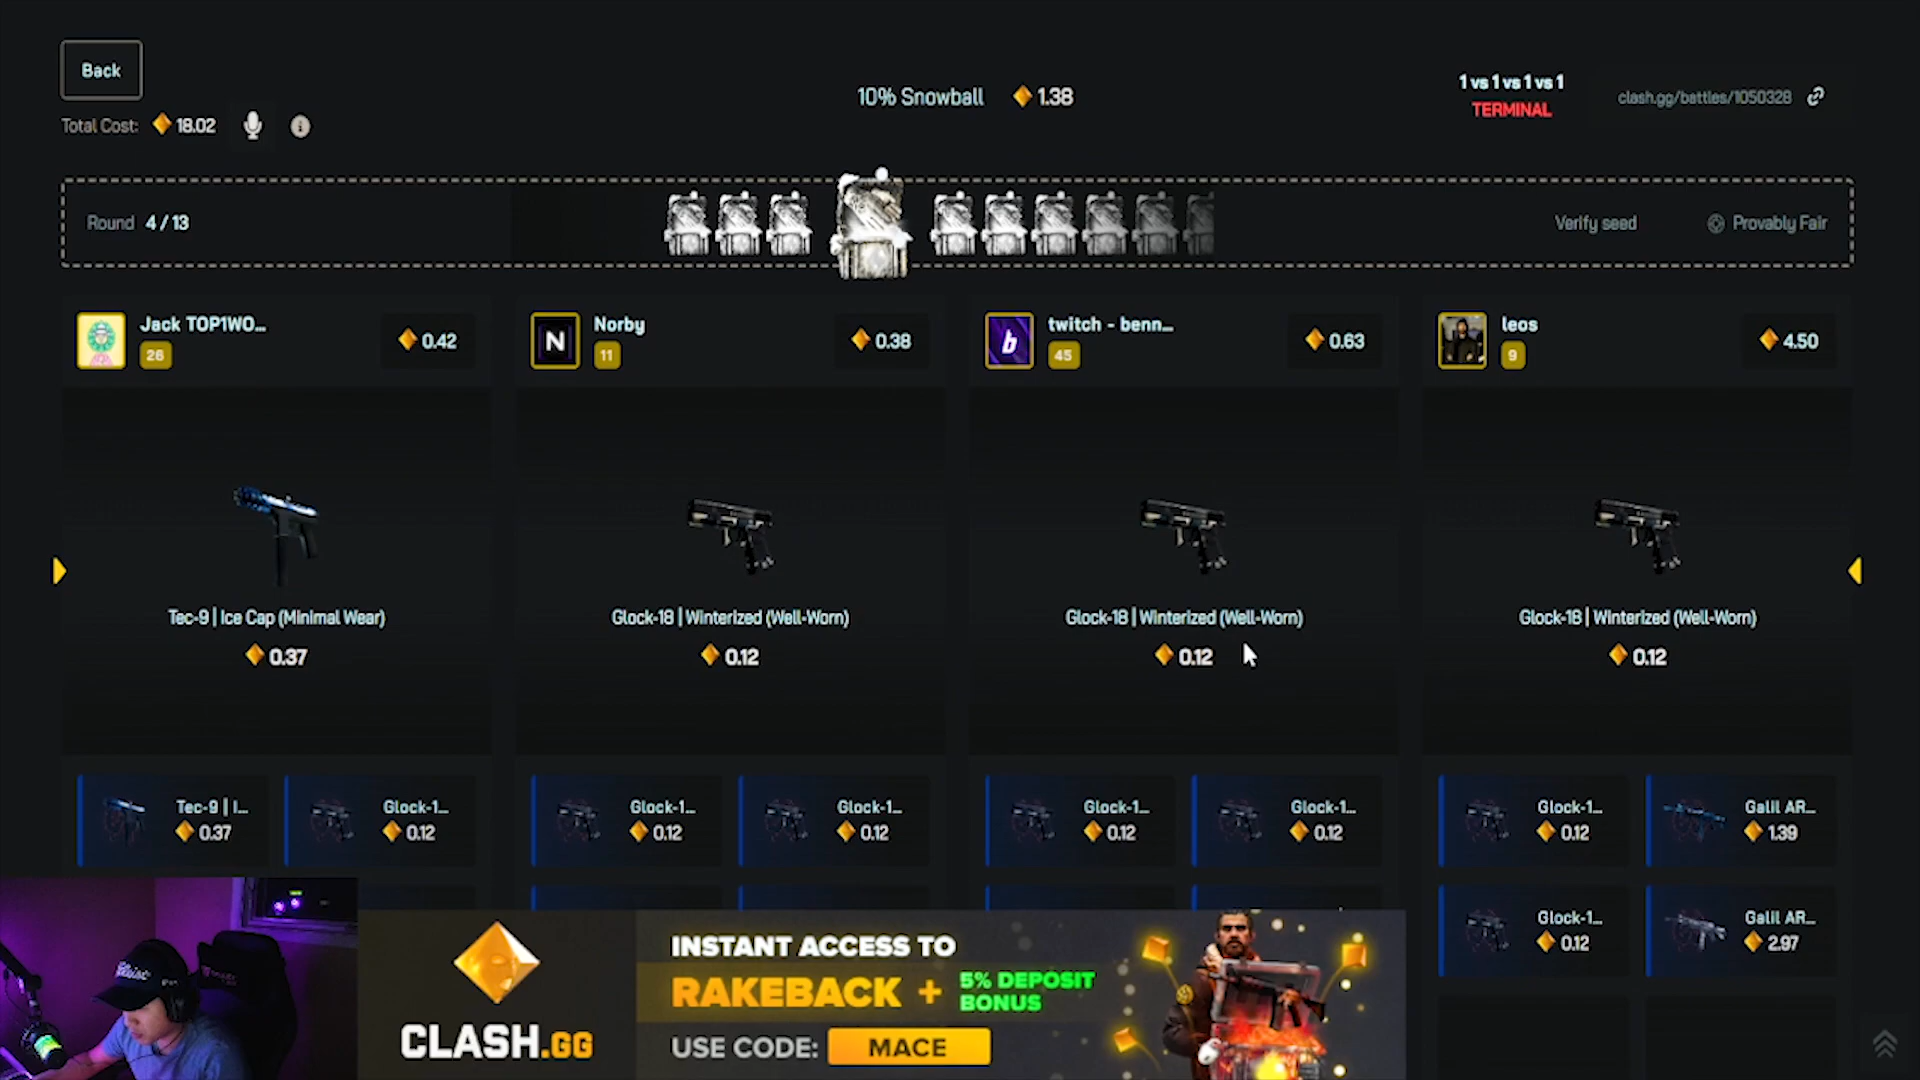 Back
Total Cost: 18.02
10% Snowball 1.38
1 vs 1 vs 1 vs 1
TERMINAL
clash.gg/battles/1050328
Round 4 / 13
Verify seed
Provably Fair
Jack TOP1WO...
26
0.42
Norby
11
0.38
twitch - benn...
45
0.63
leos
9
4.50
Tec-9 | Ice Cap (Minimal Wear)
0.37
Glock-18 | Winterized (Well-Worn)
0.12
Glock-18 | Winterized (Well-Worn)
0.12
Glock-18 | Winterized (Well-Worn)
0.12
Tec-9 | I...
0.37
Glock-1...
0.12
Glock-1...
0.12
Glock-1...
0.12
Glock-1...
0.12
Glock-1...
0.12
Glock-1...
0.12
Galil AR...
1.39
Glock-1...
0.12
Galil AR...
2.97
CLASH.GG
INSTANT ACCESS TO
RAKEBACK + 5% DEPOSIT
BONUS
USE CODE: MACE